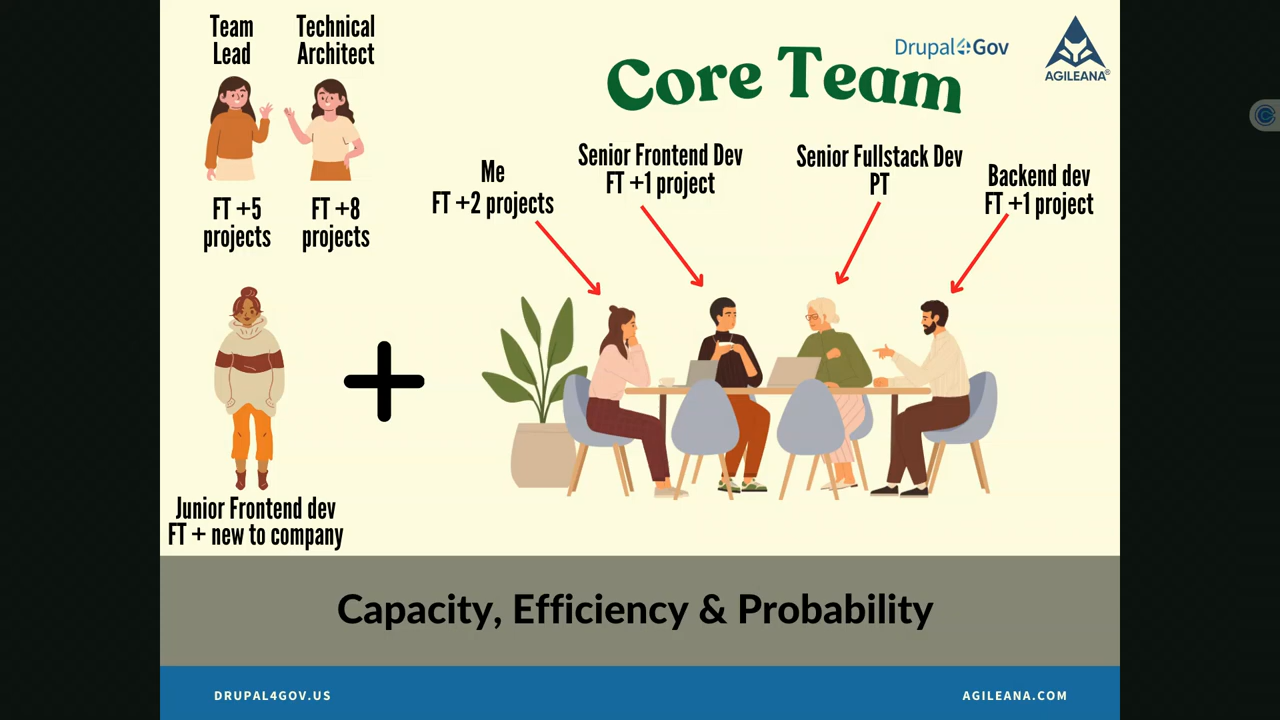 Team
Lead
Technical
Architect
Drupal4Gov
AGILEANA®
Core Team
Me
FT +2 projects
Senior Frontend Dev
FT +1 project
Senior Fullstack Dev
PT
Backend dev
FT +1 project
FT +5
projects
FT +8
projects
Junior Frontend dev
FT + new to company
Capacity, Efficiency & Probability
DRUPAL4GOV.US
AGILEANA.COM